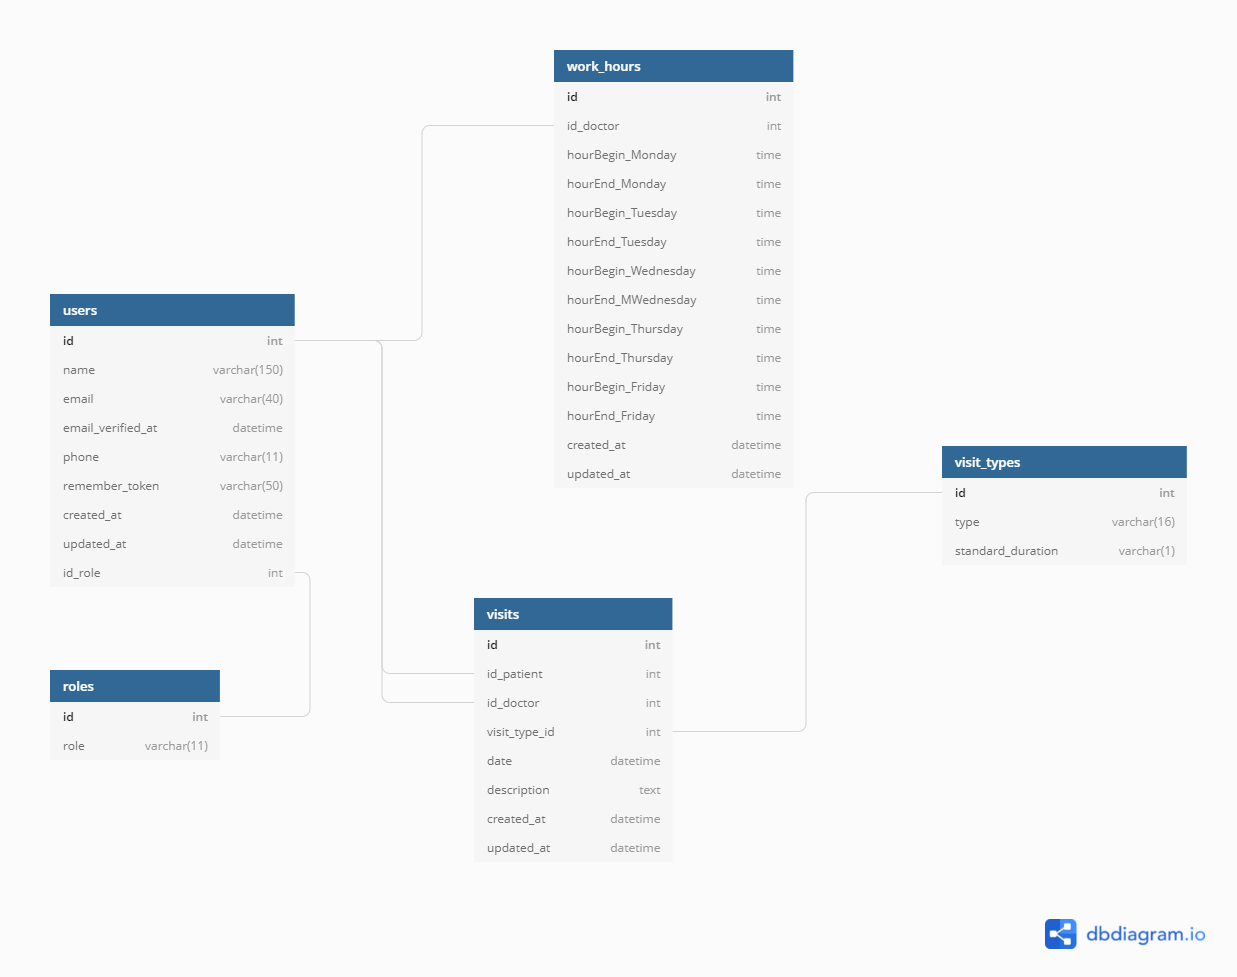 work_hours
id int
id_doctor int
hourBegin_Monday time
hourEnd_Monday time
hourBegin_Tuesday time
hourEnd_Tuesday time
hourBegin_Wednesday time
hourEnd_MWednesday time
hourBegin_Thursday time
hourEnd_Thursday time
hourBegin_Friday time
hourEnd_Friday time
created_at datetime
updated_at datetime
users
id int
name varchar(150)
email varchar(40)
email_verified_at datetime
phone varchar(11)
remember_token varchar(50)
created_at datetime
updated_at datetime
id_role int
visit_types
id int
type varchar(16)
standard_duration varchar(1)
visits
id int
id_patient int
id_doctor int
visit_type_id int
date datetime
description text
created_at datetime
updated_at datetime
roles
id int
role varchar(11)
dbdiagram.io